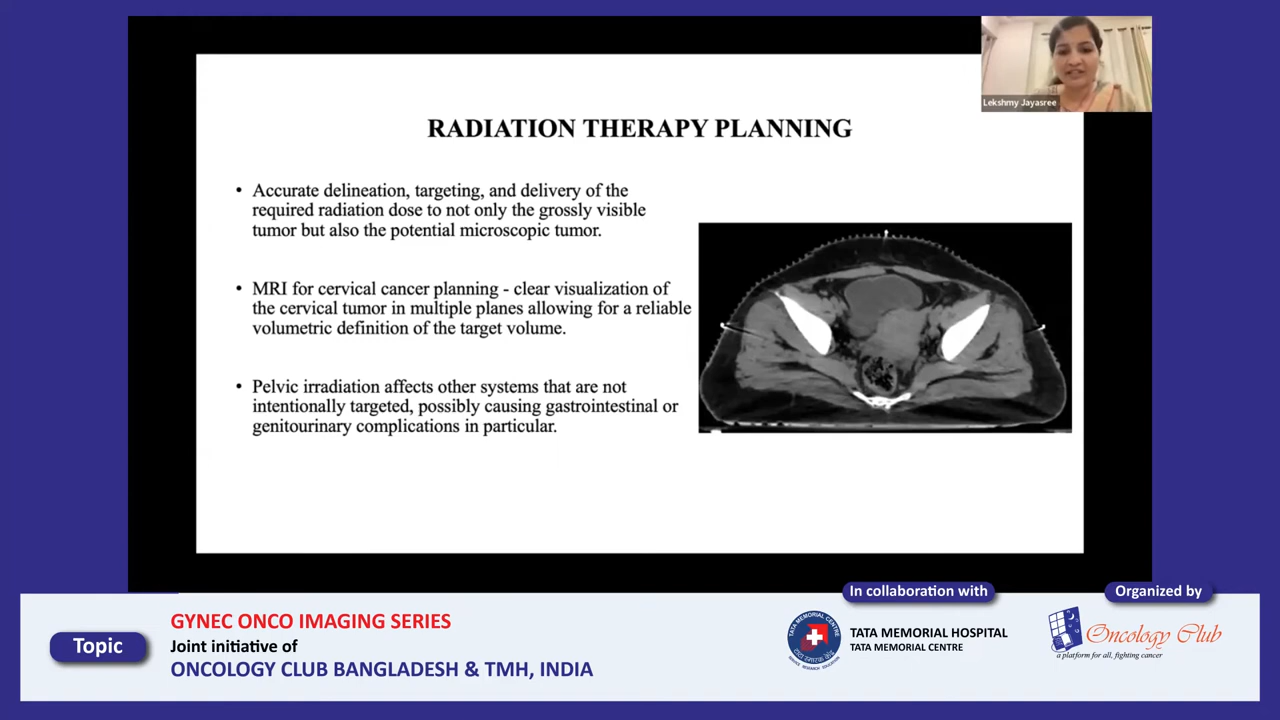 Lekshmy Jayasree
RADIATION THERAPY PLANNING
• Accurate delineation, targeting, and delivery of the
required radiation dose to not only the grossly visible
tumor but also the potential microscopic tumor.
• MRI for cervical cancer planning - clear visualization of
the cervical tumor in multiple planes allowing for a reliable
volumetric definition of the target volume.
• Pelvic irradiation affects other systems that are not
intentionally targeted, possibly causing gastrointestinal or
genitourinary complications in particular.
Topic
GYNEC ONCO IMAGING SERIES
Joint initiative of
ONCOLOGY CLUB BANGLADESH & TMH, INDIA
In collaboration with
TATA MEMORIAL CENTRE
TATA MEMORIAL HOSPITAL
TATA MEMORIAL CENTRE
Organized by
Oncology Club
a platform for all, fighting cancer